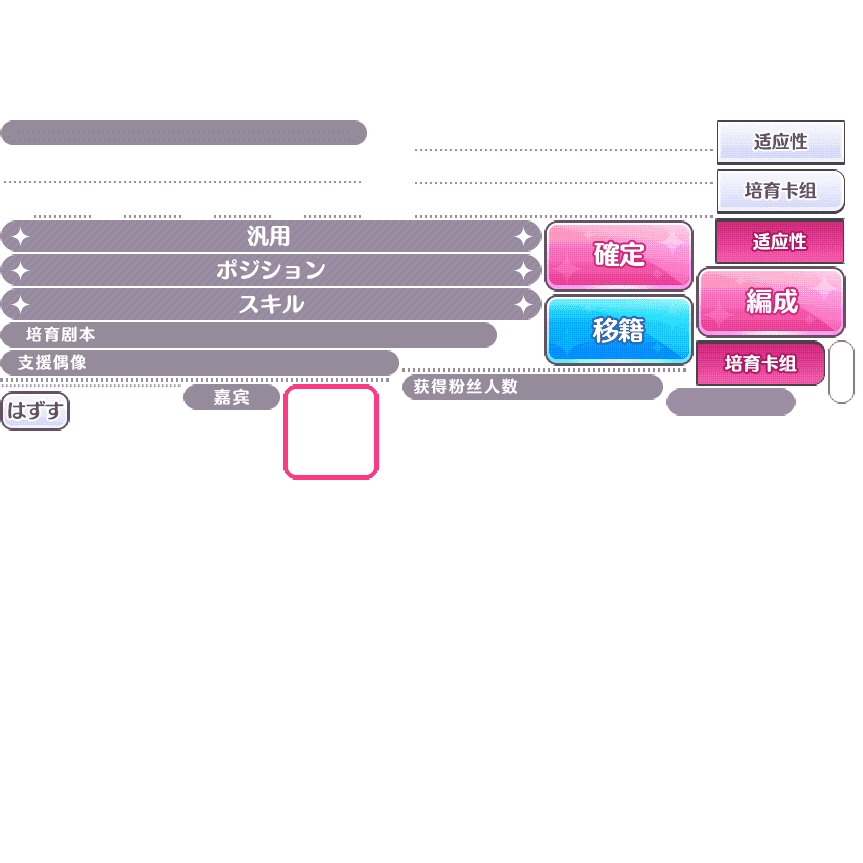 适应性
培育卡组
汎用
確定
适应性
ポジション
スキル
編成
移籍
培育剧本
支援偶像
培育卡组
获得粉丝人数
嘉宾
はずす